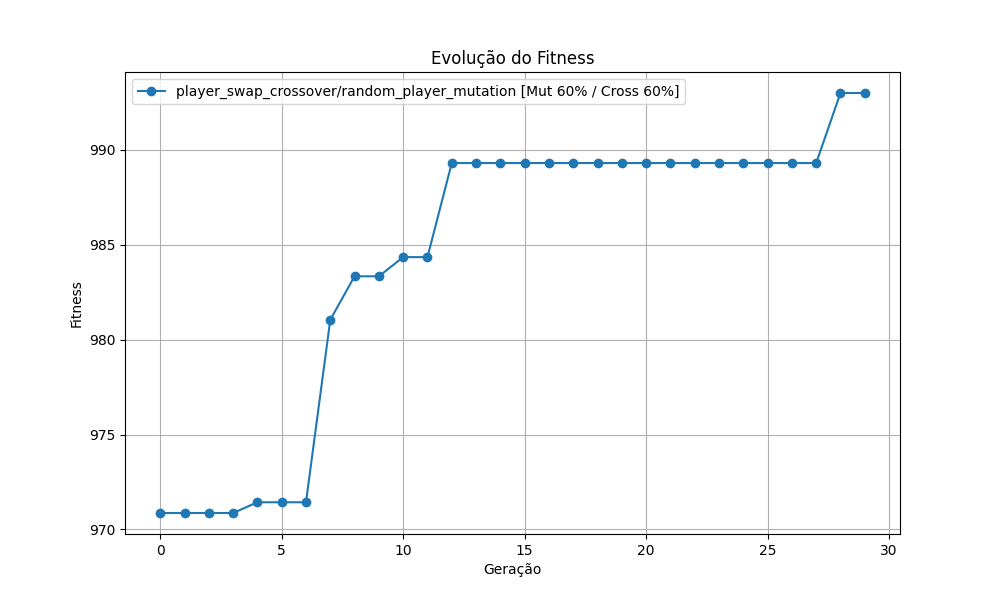 Evolução do Fitness
player_swap_crossover/random_player_mutation [Mut 60% / Cross 60%]
990
985
980
975
970
Fitness
0 5 10 15 20 25 30
Geração